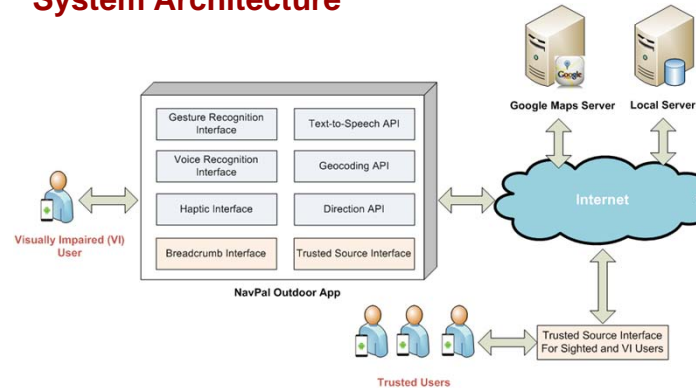 System Architecture
Google
Google Maps Server
Local Server
Gesture Recognition
Interface
Text-to-Speech API
Voice Recognition
Interface
Geocoding API
Haptic Interface
Direction API
Breadcrumb Interface
Trusted Source Interface
NavPal Outdoor App
Visually Impaired (VI)
User
Internet
Trusted Source Interface
For Sighted and VI Users
Trusted Users